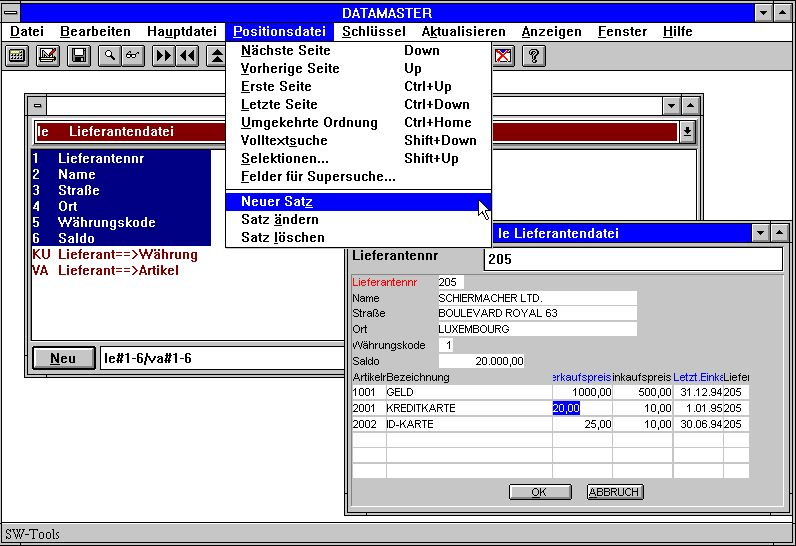 DATAMASTER
Datei Bearbeiten Hauptdatei Positionsdatei Schlüssel Aktualisieren Anzeigen Fenster Hilfe
Nächste Seite Down
Vorherige Seite Up
Erste Seite Ctrl+Up
Letzte Seite Ctrl+Down
Umgekehrte Ordnung Ctrl+Home
Volltextsuche Shift+Down
Selektionen... Shift+Up
Felder für Supersuche...
Neuer Satz
Satz ändern
Satz löschen
le Lieferantendatei
1 Lieferantennr
2 Name
3 Straße
4 Ort
5 Währungskode
6 Saldo
KU Lieferant==>Währung
VA Lieferant==>Artikel
Neu le#1-6/va#1-6
le Lieferantendatei
Lieferantennr 205
Lieferantennr 205
Name SCHIERMACHER LTD.
Straße BOULEVARD ROYAL 63
Ort LUXEMBOURG
Währungskode 1
Saldo 20.000,00
Artikelr Bezeichnung erkaufspreis inkaufspreis Letzt.Einka Liefer
1001 GELD 1000,00 500,00 31.12.94 205
2001 KREDITKARTE 20,00 10,00 1.01.95 205
2002 ID-KARTE 25,00 10,00 30.06.94 205
OK ABBRUCH
SW-Tools